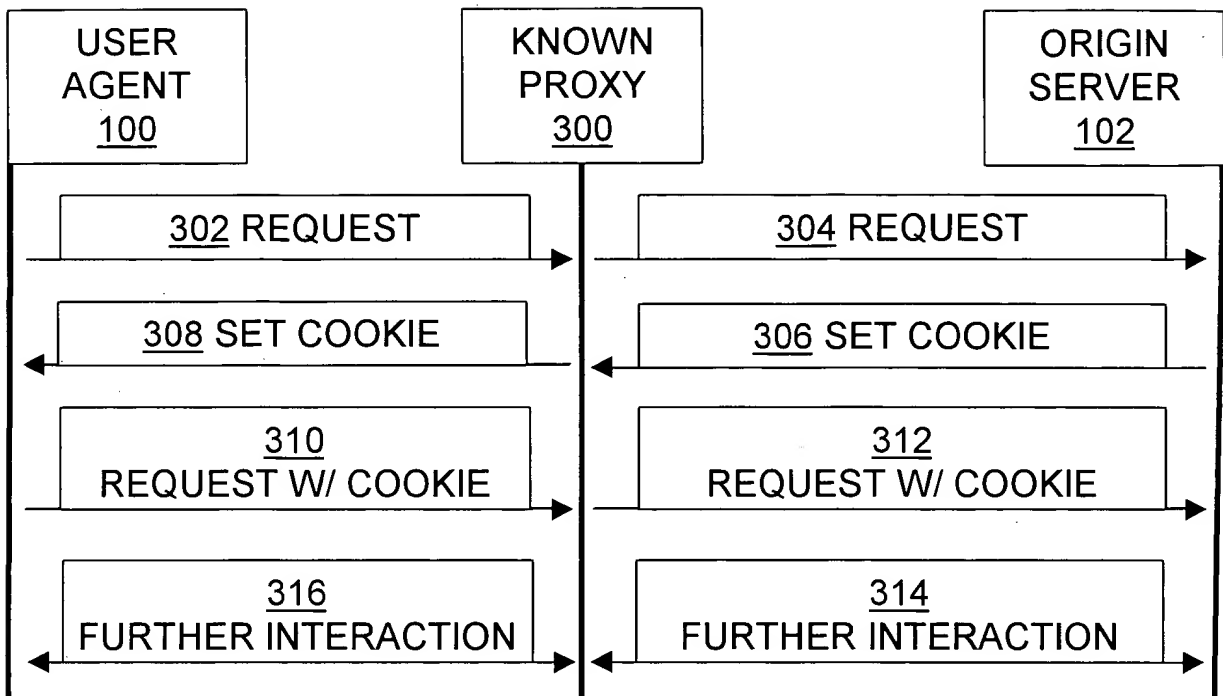 USER
AGENT
100
KNOWN
PROXY
300
ORIGIN
SERVER
102
302 REQUEST
304 REQUEST
308 SET COOKIE
306 SET COOKIE
310
REQUEST W/ COOKIE
312
REQUEST W/ COOKIE
316
FURTHER INTERACTION
314
FURTHER INTERACTION